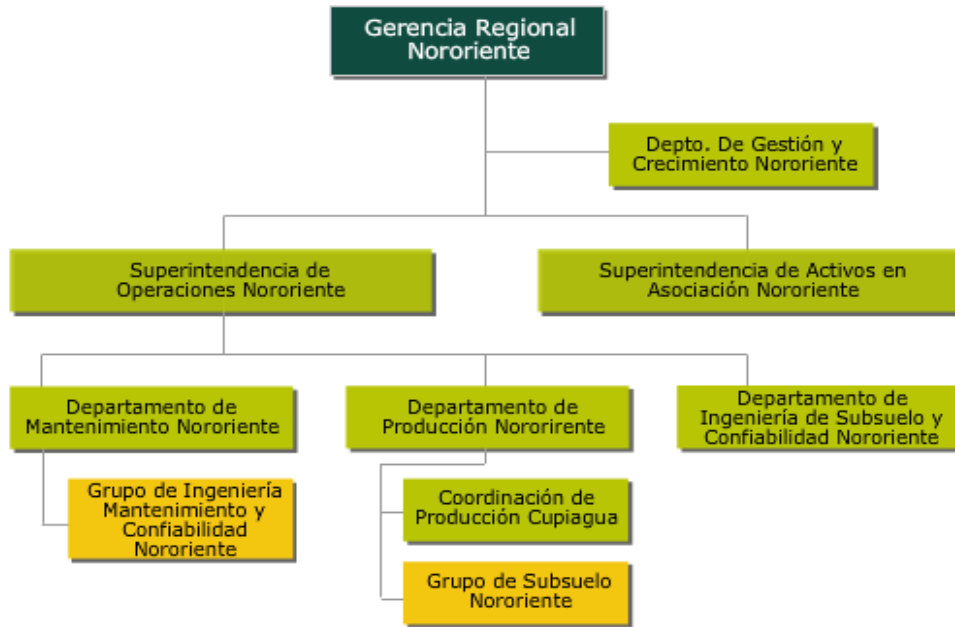 Gerencia Regional
Nororiente
Depto. De Gestión y
Crecimiento Nororiente
Superintendencia de
Operaciones Nororiente
Superintendencia de Activos en
Asociación Nororiente
Departamento de
Mantenimiento Nororiente
Departamento de
Producción Nororirente
Departamento de
Ingeniería de Subsuelo y
Confiabilidad Nororiente
Grupo de Ingeniería
Mantenimiento y
Confiabilidad
Nororiente
Coordinación de
Producción Cupiagua
Grupo de Subsuelo
Nororiente